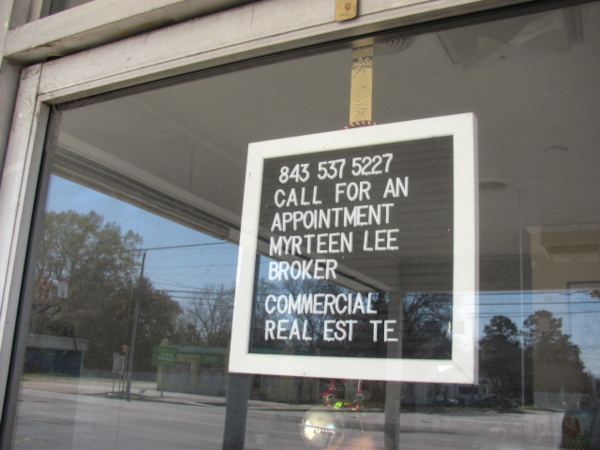 843 537 5227
CALL FOR AN
APPOINTMENT
MYRTEEN LEE
BROKER
COMMERCIAL
REAL EST TE